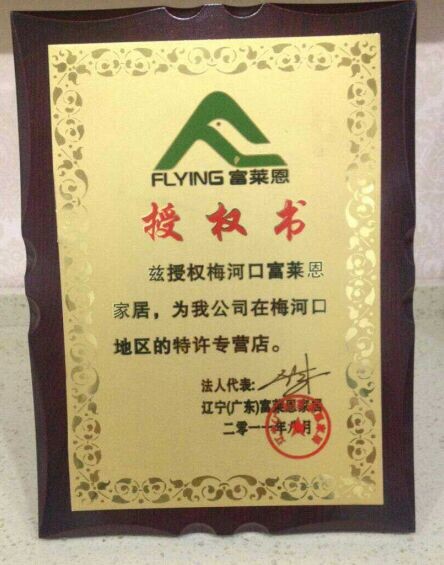 FLYING 富莱恩
授权书
兹授权梅河口富莱恩
家居，为我公司在梅河口
地区的特许专营店。
法人代表:
辽宁(广东)富莱恩家居
二零一一年八月